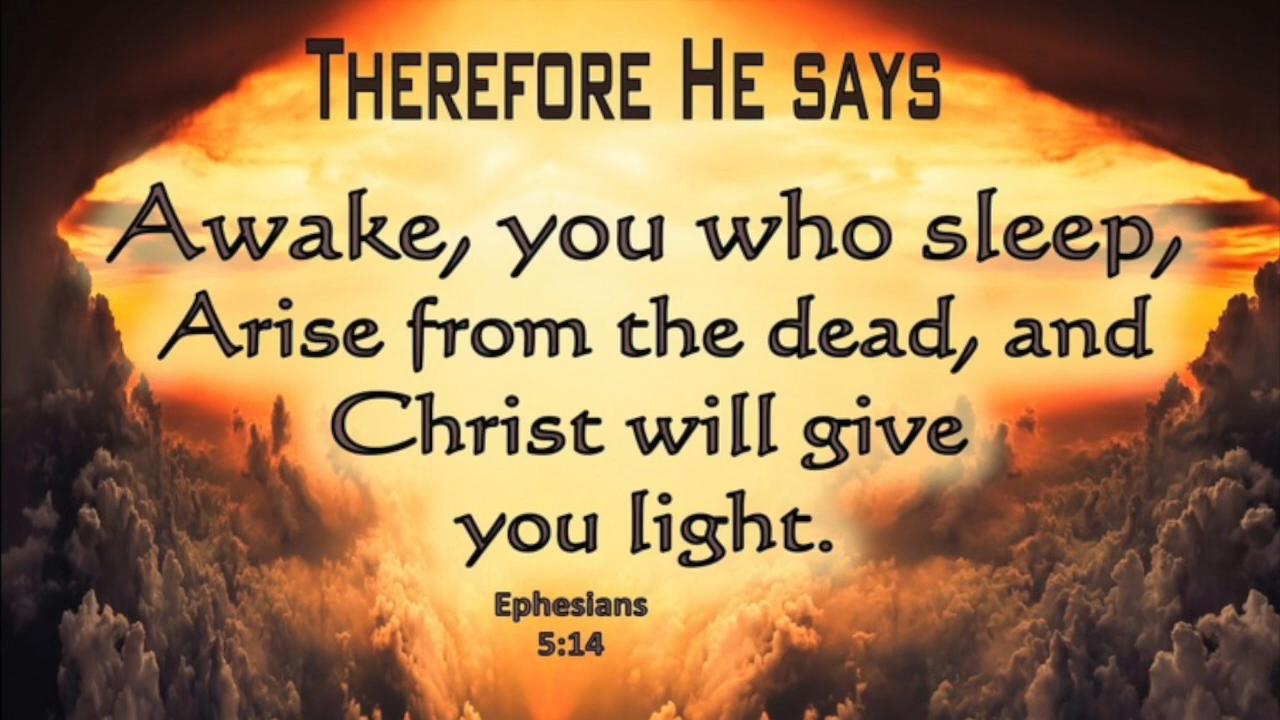 Therefore He says
Awake, you who sleep,
Arise from the dead, and
Christ will give
you light.
Ephesians
5:14